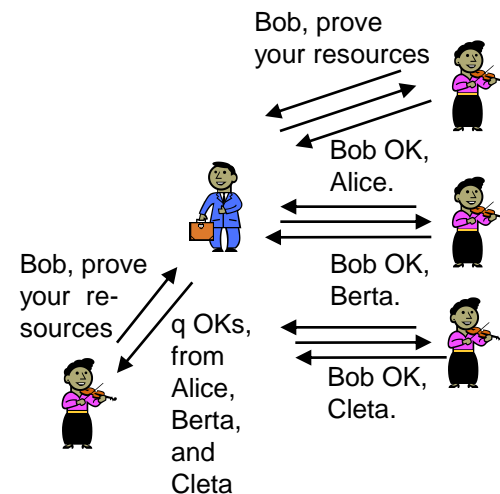 Bob, prove
your resources
Bob OK,
Alice.
Bob OK,
Berta.
Bob, prove
your re-
sources
q OKs,
from
Alice,
Berta,
and
Cleta
Bob OK,
Cleta.